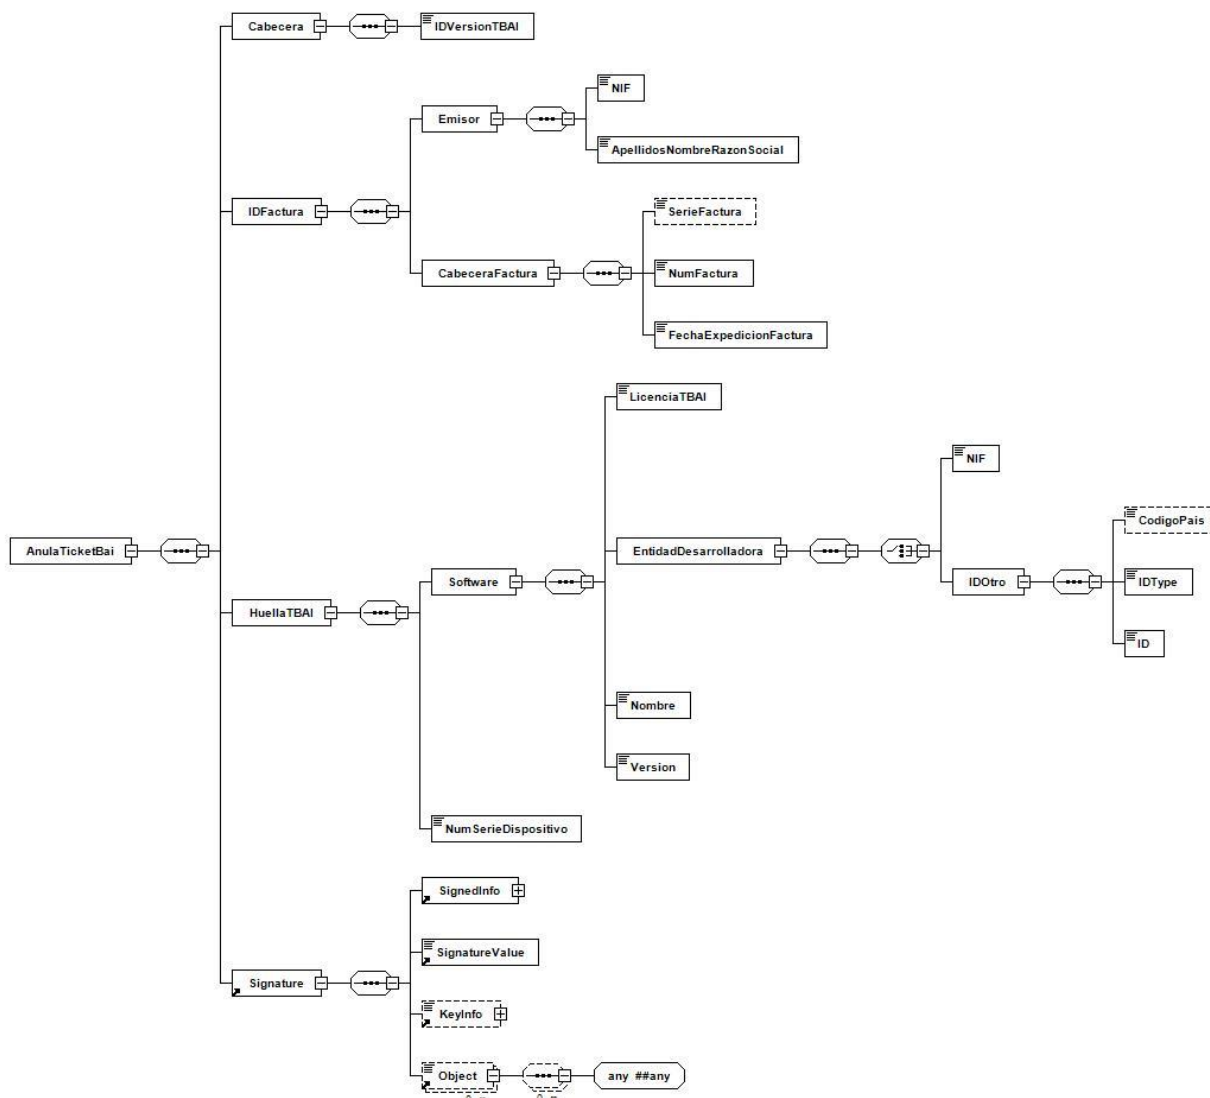 Cabecera
IDVersionTBAI
NIF
Emisor
ApellidosNombreRazonSocial
SerieFactura
IDFactura
CabeceraFactura
NumFactura
FechaExpedicionFactura
LicenciaTBAI
NIF
CodigoPais
AnulaTicketBai
EntidadDesarrolladora
Software
IDOtro
IDType
HuellaTBAI
ID
Nombre
Version
NumSerieDispositivo
SignedInfo
SignatureValue
Signature
KeyInfo
Object
any ##any